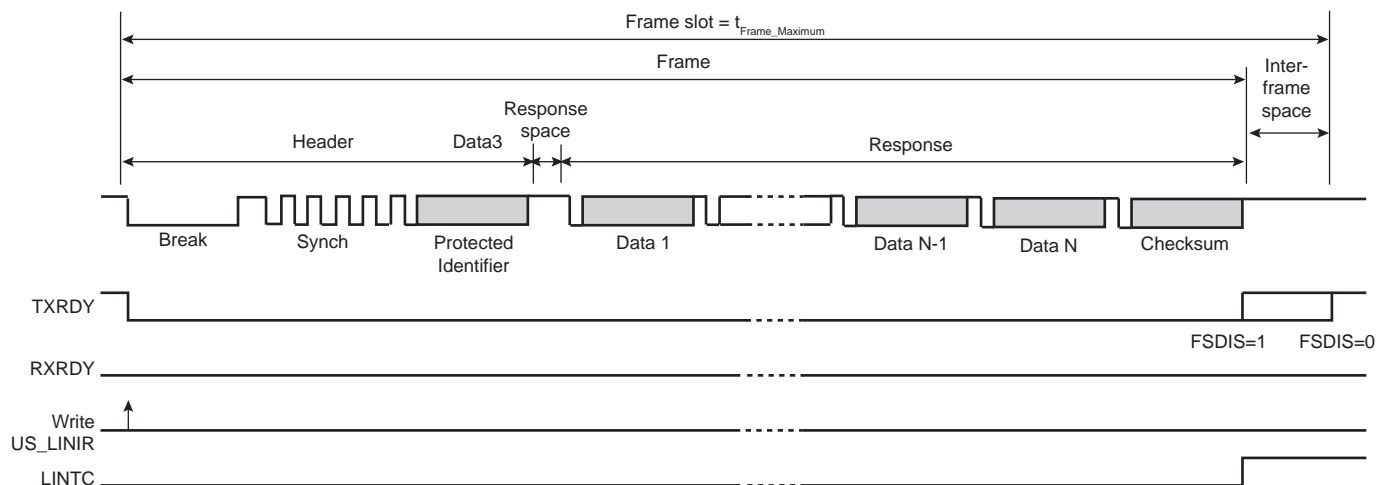 Frame slot = tFrame_Maximum
Frame
Inter-
frame
space
Response
space
Header
Data3
Response
Break
Synch
Protected
Identifier
Data 1
Data N-1
Data N
Checksum
TXRDY
FSDIS=1
FSDIS=0
RXRDY
Write
US_LINIR
LINTC